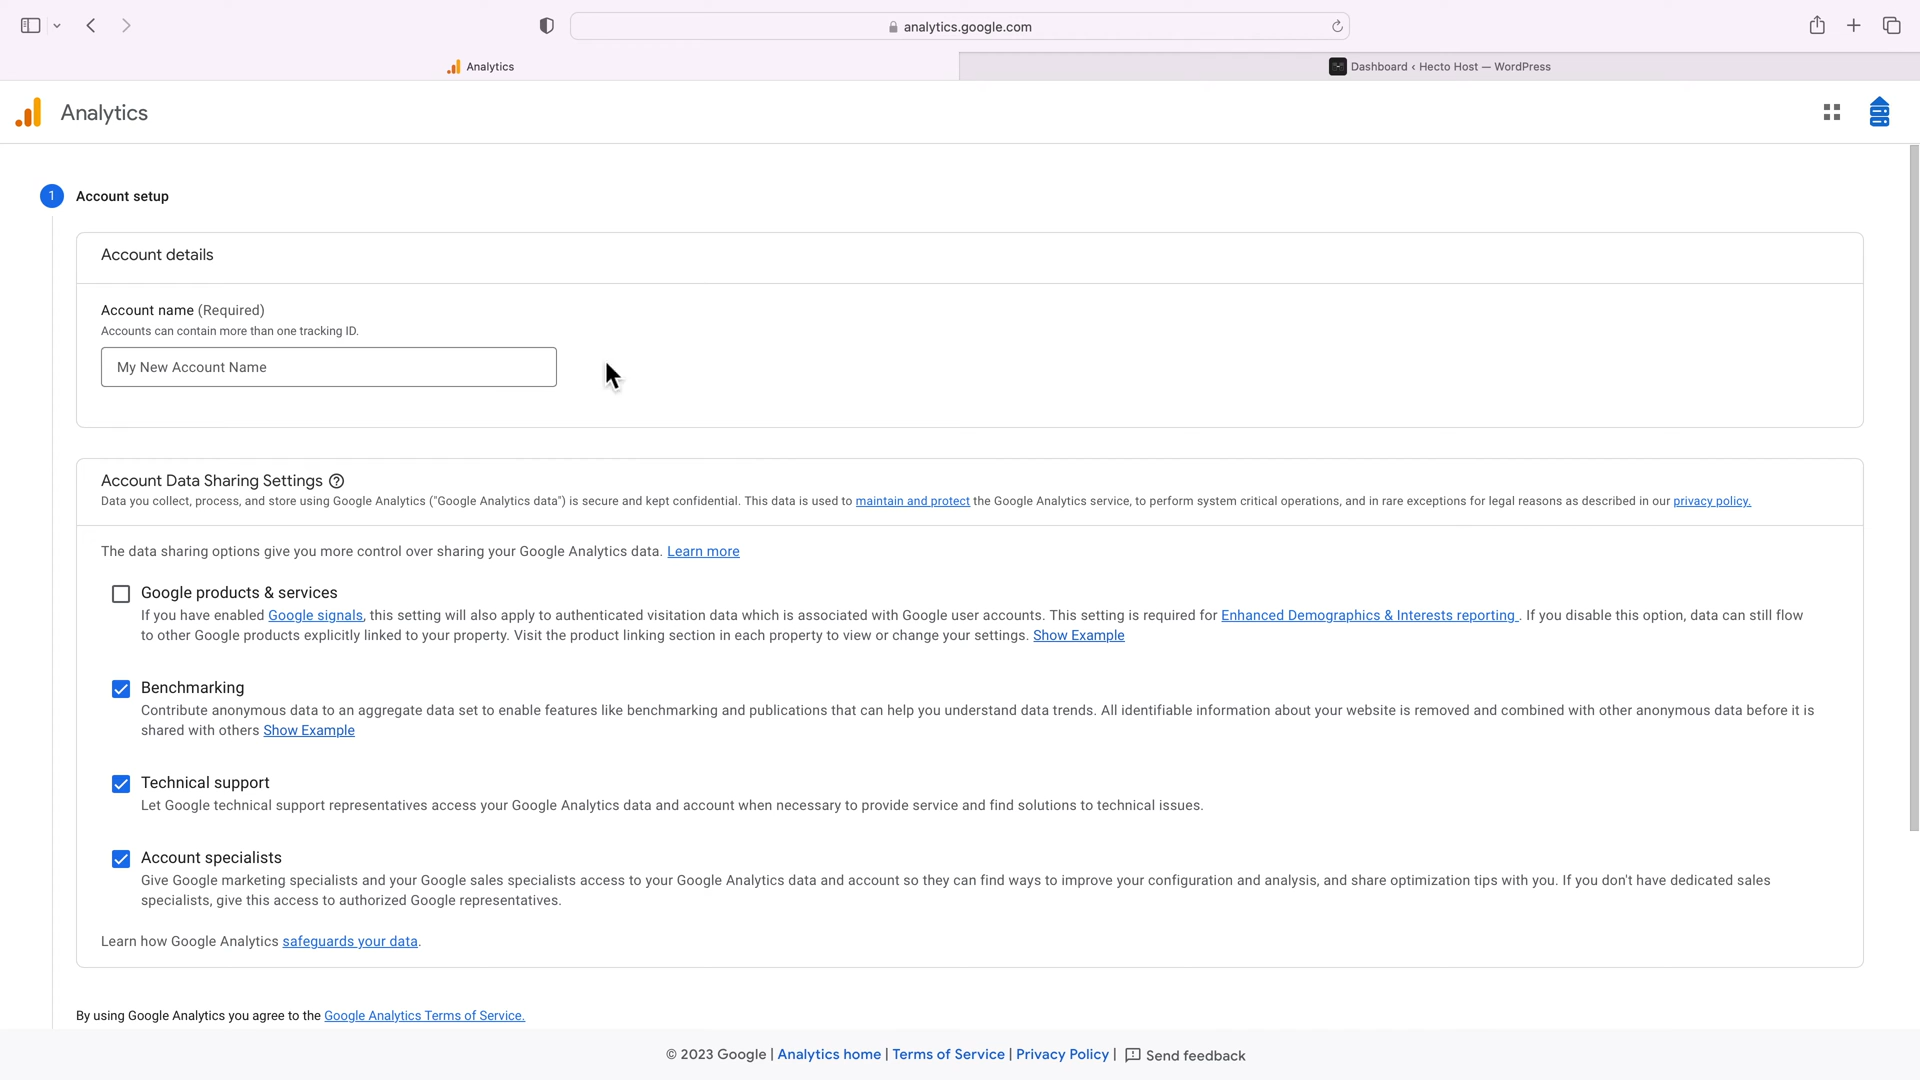 analytics.google.com
Analytics
Dashboard ‹ Hecto Host — WordPress
Analytics
1 Account setup
Account details
Account name (Required)
Accounts can contain more than one tracking ID.
My New Account Name
Account Data Sharing Settings
Data you collect, process, and store using Google Analytics ("Google Analytics data") is secure and kept confidential. This data is used to maintain and protect the Google Analytics service, to perform system critical operations, and in rare exceptions for legal reasons as described in our privacy policy.
The data sharing options give you more control over sharing your Google Analytics data. Learn more
Google products & services
If you have enabled Google signals, this setting will also apply to authenticated visitation data which is associated with Google user accounts. This setting is required for Enhanced Demographics & Interests reporting . If you disable this option, data can still flow
to other Google products explicitly linked to your property. Visit the product linking section in each property to view or change your settings. Show Example
Benchmarking
Contribute anonymous data to an aggregate data set to enable features like benchmarking and publications that can help you understand data trends. All identifiable information about your website is removed and combined with other anonymous data before it is
shared with others Show Example
Technical support
Let Google technical support representatives access your Google Analytics data and account when necessary to provide service and find solutions to technical issues.
Account specialists
Give Google marketing specialists and your Google sales specialists access to your Google Analytics data and account so they can find ways to improve your configuration and analysis, and share optimization tips with you. If you don't have dedicated sales
specialists, give this access to authorized Google representatives.
Learn how Google Analytics safeguards your data.
By using Google Analytics you agree to the Google Analytics Terms of Service.
© 2023 Google | Analytics home | Terms of Service | Privacy Policy | Send feedback